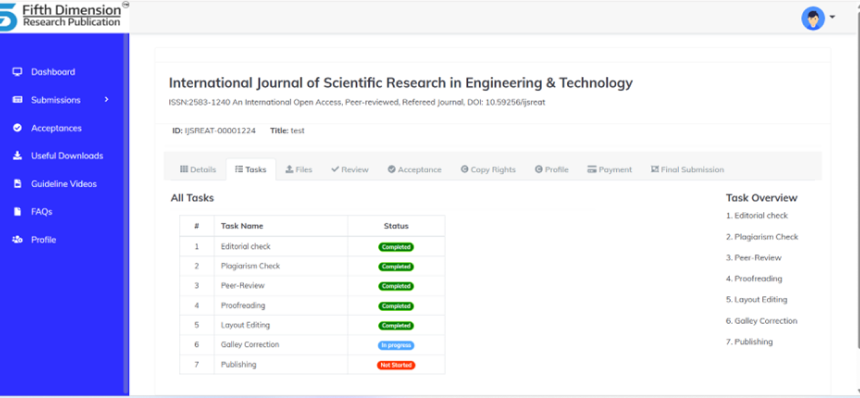 Fifth Dimension
Research Publication
Dashboard
Submissions
Acceptances
Useful Downloads
Guideline Videos
FAQs
Profile
International Journal of Scientific Research in Engineering & Technology
ISSN:2583-1240 An International Open Access, Peer-reviewed, Refereed Journal, DOI: 10.59256/ijsreat
ID: IJSREAT-00001224 Title: test
Details Tasks Files Review Acceptance Copy Rights Profile Payment Final Submission
All Tasks
# Task Name Status
1 Editorial check Completed
2 Plagiarism Check Completed
3 Peer-Review Completed
4 Proofreading Completed
5 Layout Editing Completed
6 Galley Correction In progress
7 Publishing Not Started
Task Overview
1. Editorial check
2. Plagiarism Check
3. Peer-Review
4. Proofreading
5. Layout Editing
6. Galley Correction
7. Publishing